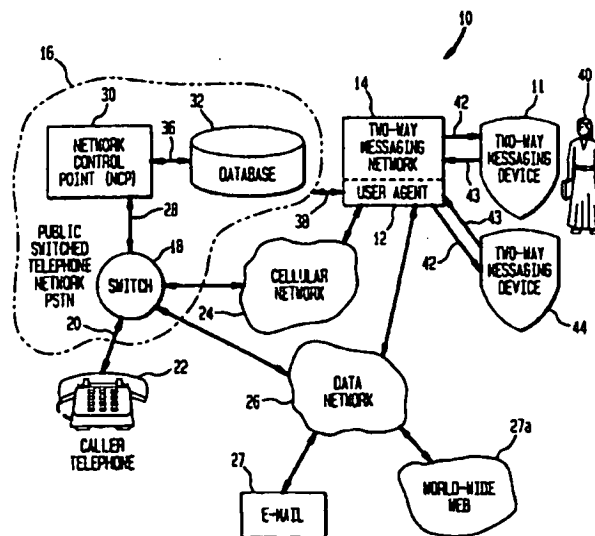 10
16
30
32
14
11
40
NETWORK
CONTROL
POINT (NCP)
36
DATABASE
TWO-WAY
MESSAGING
NETWORK
USER AGENT
42
43
TWO-WAY
MESSAGING
DEVICE
28
38
12
43
42
PUBLIC
SWITCHED
TELEPHONE
NETWORK
PSTN
18
SWITCH
CELLULAR
NETWORK
24
TWO-WAY
MESSAGING
DEVICE
44
20
22
CALLER
TELEPHONE
26
DATA
NETWORK
27
E-MAIL
27a
WORLD-WIDE
WEB